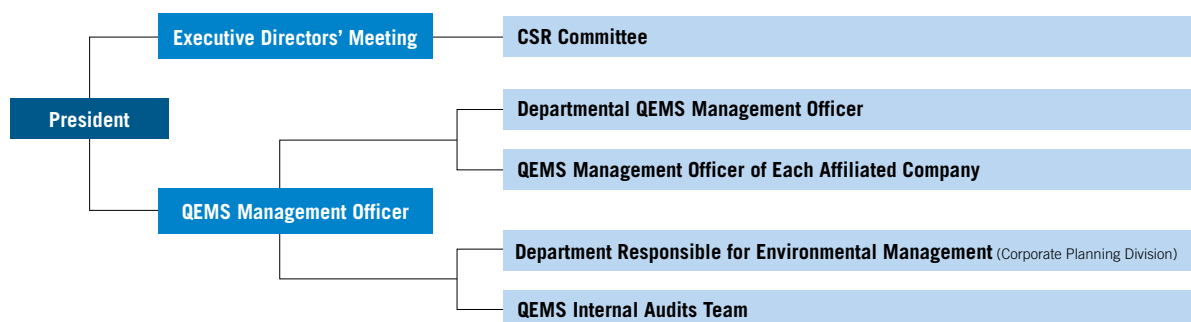 Executive Directors’ Meeting
CSR Committee
President
Departmental QEMS Management Officer
QEMS Management Officer of Each Affiliated Company
QEMS Management Officer
Department Responsible for Environmental Management (Corporate Planning Division)
QEMS Internal Audits Team